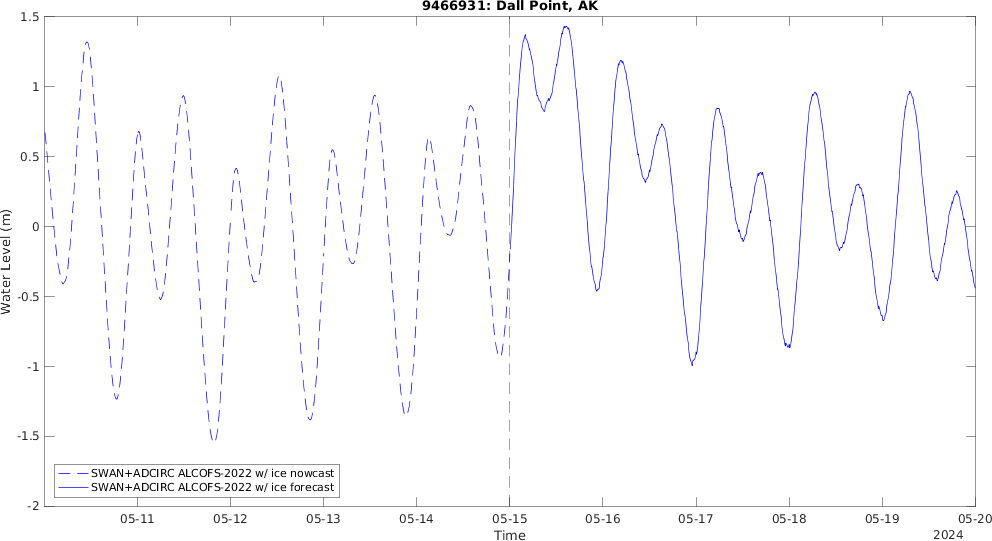 9466931: Dall Point, AK
1.5
1
0.5
0
-0.5
-1
-1.5
-2
Water Level (m)
SWAN+ADCIRC ALCOFS-2022 w/ ice nowcast
SWAN+ADCIRC ALCOFS-2022 w/ ice forecast
05-11 05-12 05-13 05-14 05-15 05-16 05-17 05-18 05-19 05-20
Time
2024